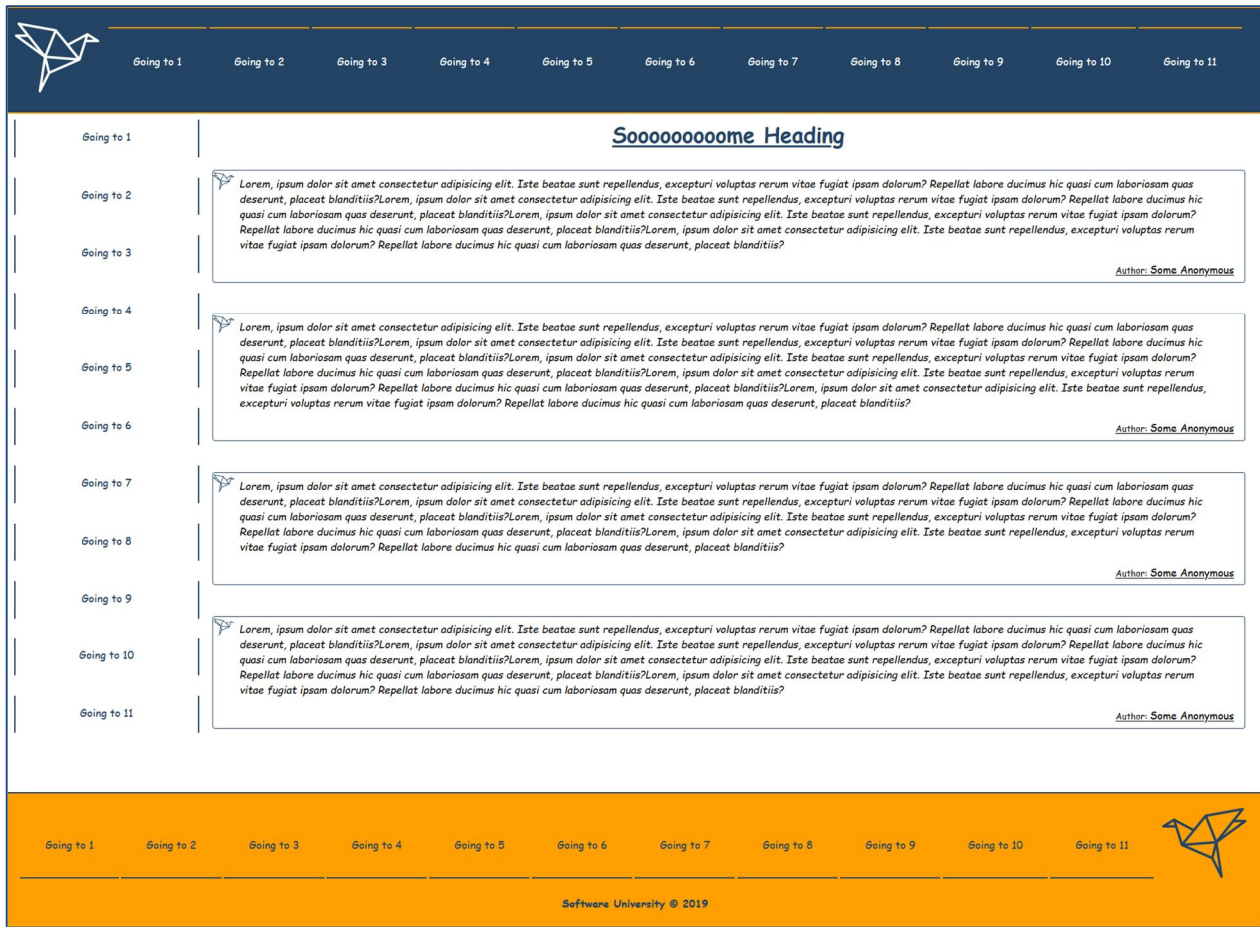 Going to 1
Going to 2
Going to 3
Going to 4
Going to 5
Going to 6
Going to 7
Going to 8
Going to 9
Going to 10
Going to 11
Going to 1
Going to 2
Going to 3
Going to 4
Going to 5
Going to 6
Going to 7
Going to 8
Going to 9
Going to 10
Going to 11
Sooooooooome Heading
Lorem, ipsum dolor sit amet consectetur adipisicing elit. Iste beatae sunt repellendus, excepturi voluptas rerum vitae fugiat ipsam dolorum? Repellat labore ducimus hic quasi cum laboriosam quas
deserunt, placeat blanditiis?Lorem, ipsum dolor sit amet consectetur adipisicing elit. Iste beatae sunt repellendus, excepturi voluptas rerum vitae fugiat ipsam dolorum? Repellat labore ducimus hic
quasi cum laboriosam quas deserunt, placeat blanditiis?Lorem, ipsum dolor sit amet consectetur adipisicing elit. Iste beatae sunt repellendus, excepturi voluptas rerum vitae fugiat ipsam dolorum?
Repellat labore ducimus hic quasi cum laboriosam quas deserunt, placeat blanditiis?Lorem, ipsum dolor sit amet consectetur adipisicing elit. Iste beatae sunt repellendus, excepturi voluptas rerum
vitae fugiat ipsam dolorum? Repellat labore ducimus hic quasi cum laboriosam quas deserunt, placeat blanditiis?
Author: Some Anonymous
Lorem, ipsum dolor sit amet consectetur adipisicing elit. Iste beatae sunt repellendus, excepturi voluptas rerum vitae fugiat ipsam dolorum? Repellat labore ducimus hic quasi cum laboriosam quas
deserunt, placeat blanditiis?Lorem, ipsum dolor sit amet consectetur adipisicing elit. Iste beatae sunt repellendus, excepturi voluptas rerum vitae fugiat ipsam dolorum? Repellat labore ducimus hic
quasi cum laboriosam quas deserunt, placeat blanditiis?Lorem, ipsum dolor sit amet consectetur adipisicing elit. Iste beatae sunt repellendus, excepturi voluptas rerum vitae fugiat ipsam dolorum?
Repellat labore ducimus hic quasi cum laboriosam quas deserunt, placeat blanditiis?Lorem, ipsum dolor sit amet consectetur adipisicing elit. Iste beatae sunt repellendus, excepturi voluptas rerum
vitae fugiat ipsam dolorum? Repellat labore ducimus hic quasi cum laboriosam quas deserunt, placeat blanditiis?Lorem, ipsum dolor sit amet consectetur adipisicing elit. Iste beatae sunt repellendus,
excepturi voluptas rerum vitae fugiat ipsam dolorum? Repellat labore ducimus hic quasi cum laboriosam quas deserunt, placeat blanditiis?
Author: Some Anonymous
Lorem, ipsum dolor sit amet consectetur adipisicing elit. Iste beatae sunt repellendus, excepturi voluptas rerum vitae fugiat ipsam dolorum? Repellat labore ducimus hic quasi cum laboriosam quas
deserunt, placeat blanditiis?Lorem, ipsum dolor sit amet consectetur adipisicing elit. Iste beatae sunt repellendus, excepturi voluptas rerum vitae fugiat ipsam dolorum? Repellat labore ducimus hic
quasi cum laboriosam quas deserunt, placeat blanditiis?Lorem, ipsum dolor sit amet consectetur adipisicing elit. Iste beatae sunt repellendus, excepturi voluptas rerum vitae fugiat ipsam dolorum?
Repellat labore ducimus hic quasi cum laboriosam quas deserunt, placeat blanditiis?Lorem, ipsum dolor sit amet consectetur adipisicing elit. Iste beatae sunt repellendus, excepturi voluptas rerum
vitae fugiat ipsam dolorum? Repellat labore ducimus hic quasi cum laboriosam quas deserunt, placeat blanditiis?
Author: Some Anonymous
Lorem, ipsum dolor sit amet consectetur adipisicing elit. Iste beatae sunt repellendus, excepturi voluptas rerum vitae fugiat ipsam dolorum? Repellat labore ducimus hic quasi cum laboriosam quas
deserunt, placeat blanditiis?Lorem, ipsum dolor sit amet consectetur adipisicing elit. Iste beatae sunt repellendus, excepturi voluptas rerum vitae fugiat ipsam dolorum? Repellat labore ducimus hic
quasi cum laboriosam quas deserunt, placeat blanditiis?Lorem, ipsum dolor sit amet consectetur adipisicing elit. Iste beatae sunt repellendus, excepturi voluptas rerum vitae fugiat ipsam dolorum?
Repellat labore ducimus hic quasi cum laboriosam quas deserunt, placeat blanditiis?Lorem, ipsum dolor sit amet consectetur adipisicing elit. Iste beatae sunt repellendus, excepturi voluptas rerum
vitae fugiat ipsam dolorum? Repellat labore ducimus hic quasi cum laboriosam quas deserunt, placeat blanditiis?
Author: Some Anonymous
Going to 1
Going to 2
Going to 3
Going to 4
Going to 5
Going to 6
Going to 7
Going to 8
Going to 9
Going to 10
Going to 11
Software University © 2019